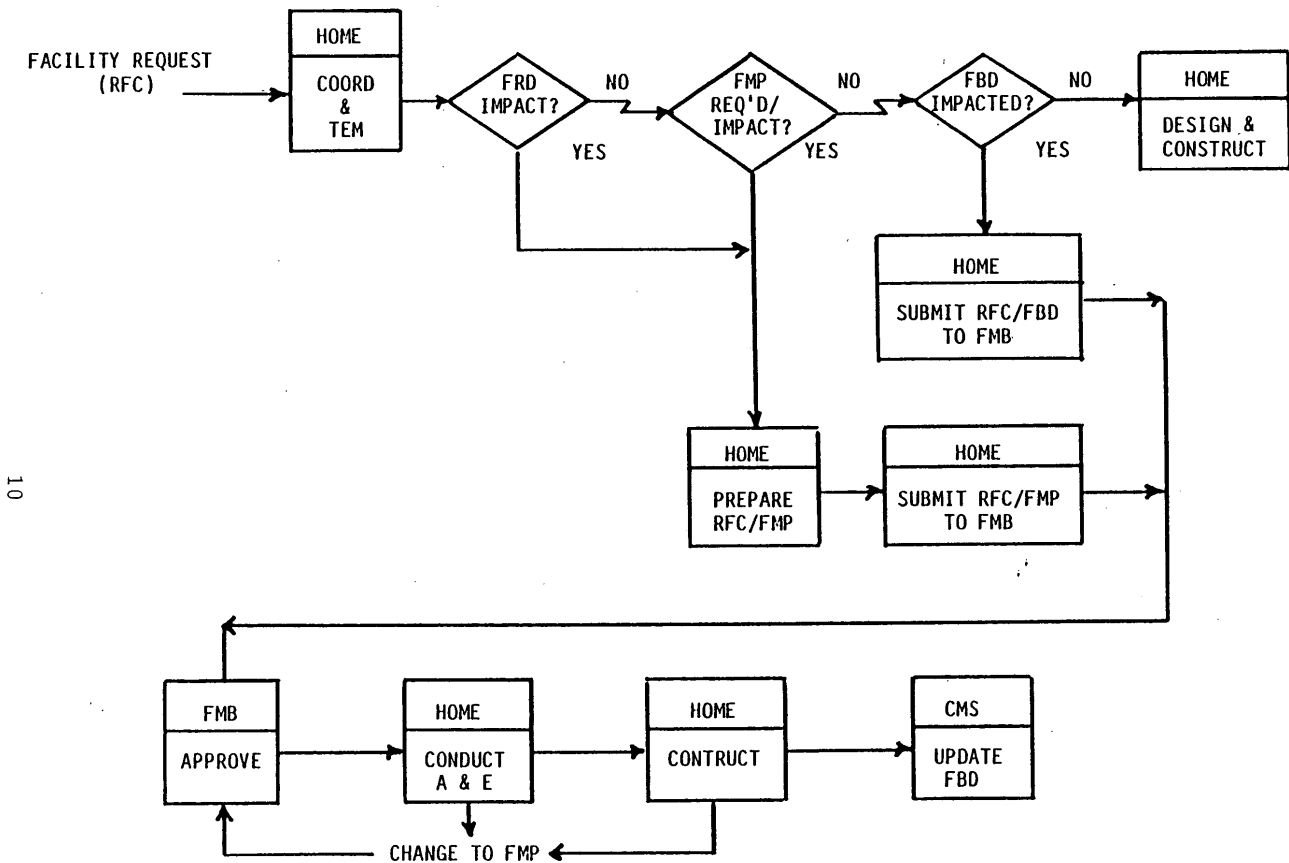 FACILITY REQUEST
(RFC)
HOME
COORD
&
TEM
FRD
IMPACT?
NO
YES
FMP
REQ'D/
IMPACT?
NO
YES
FBD
IMPACTED?
NO
YES
HOME
DESIGN &
CONSTRUCT
HOME
SUBMIT RFC/FBD
TO FMB
HOME
PREPARE
RFC/FMP
HOME
SUBMIT RFC/FMP
TO FMB
10
FMB
APPROVE
HOME
CONDUCT
A & E
HOME
CONTRUCT
CMS
UPDATE
FBD
CHANGE TO FMP